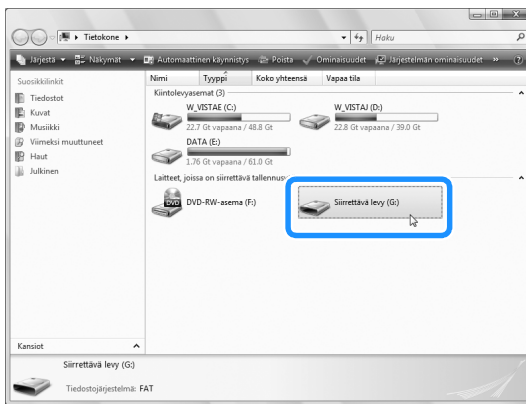 Tietokone
Haku
Järjestä Näkymät Automaattinen käynnistys Poista Ominaisuudet Järjestelmän ominaisuudet »
Suosikkilinkit
Tiedostot
Kuvat
Musiikki
Viimeksi muuttuneet
Haut
Julkinen
Kansiot
Nimi Tyyppi Koko yhteensä Vapaa tila
Kiintolevyasemat (3)
W_VISTAE (C:) W_VISTAJ (D:)
22.7 Gt vapaana / 48.8 Gt 22.8 Gt vapaana / 39.0 Gt
DATA (E:)
1.76 Gt vapaana / 61.0 Gt
Laitteet, joissa on siirrettävä
DVD
DVD-RW-asema (F:) Siirrettävä levy (G:)
Siirrettävä levy (G:)
Tiedostojärjestelmä: FAT